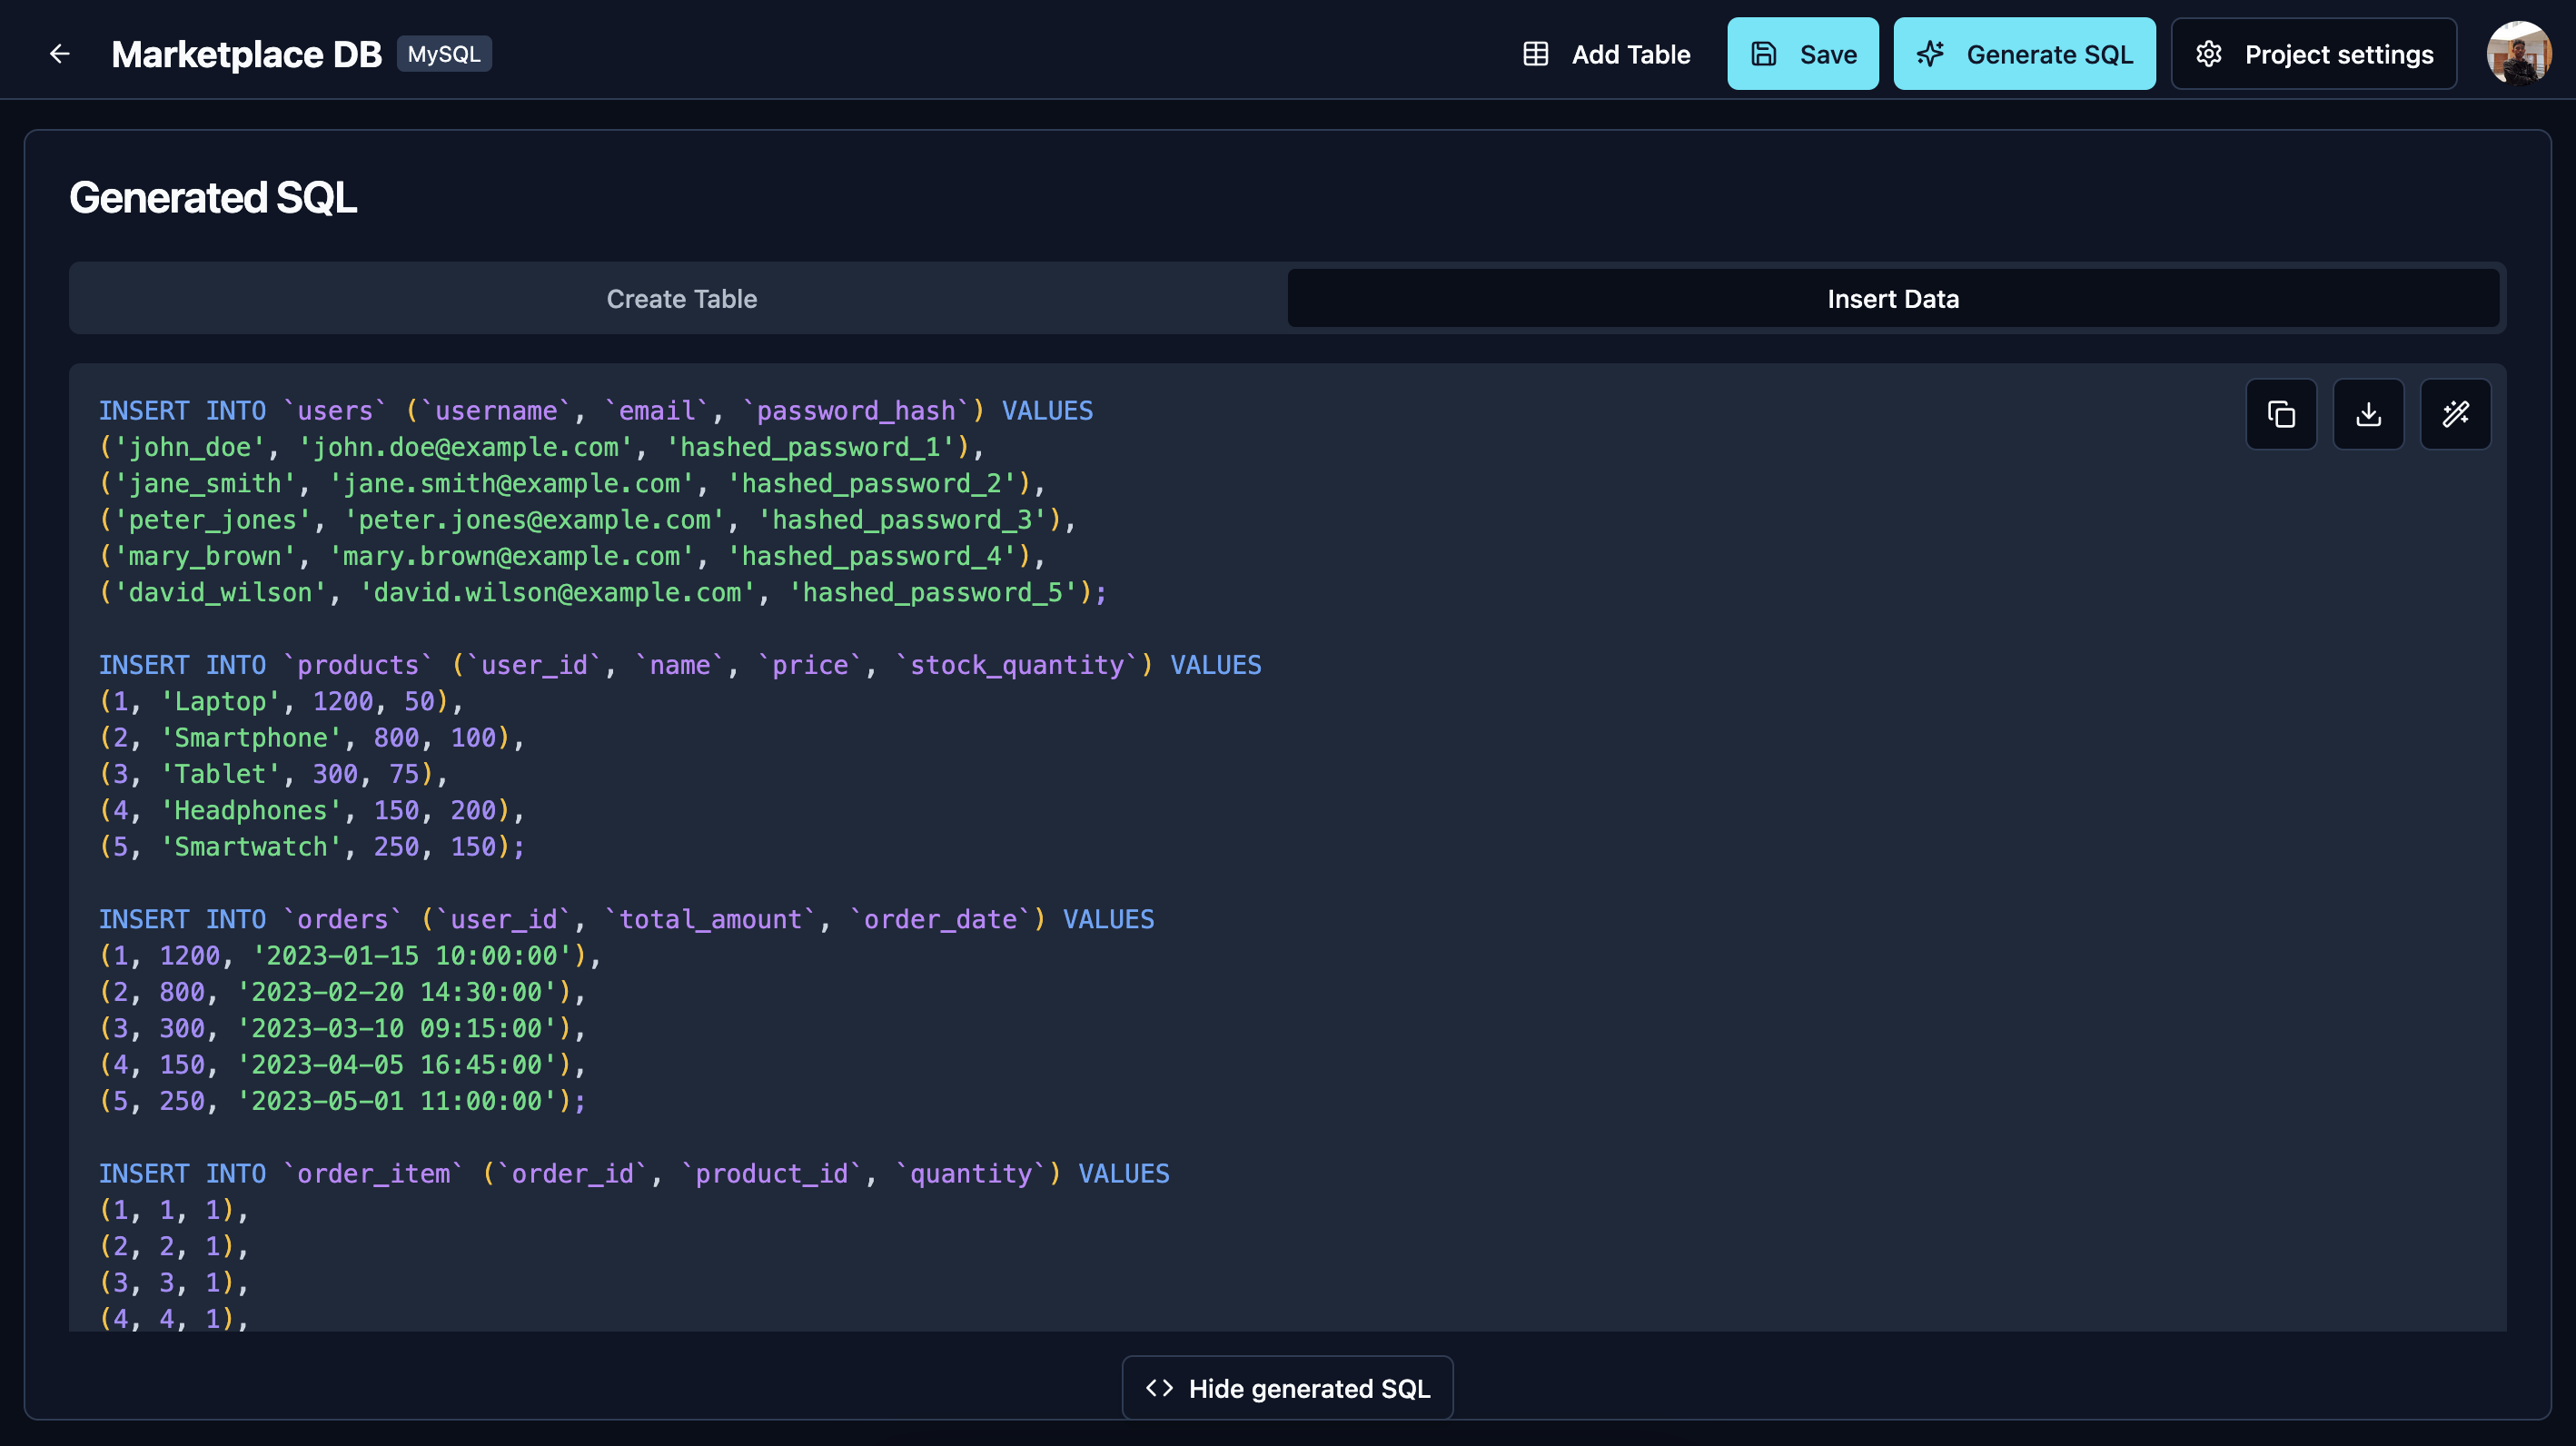 Marketplace DB MySQL Add Table Save Generate SQL Project settings
Generated SQL
Create Table Insert Data
INSERT INTO `users` (`username`, `email`, `password_hash`) VALUES
('john_doe', 'john.doe@example.com', 'hashed_password_1'),
('jane_smith', 'jane.smith@example.com', 'hashed_password_2'),
('peter_jones', 'peter.jones@example.com', 'hashed_password_3'),
('mary_brown', 'mary.brown@example.com', 'hashed_password_4'),
('david_wilson', 'david.wilson@example.com', 'hashed_password_5');
INSERT INTO `products` (`user_id`, `name`, `price`, `stock_quantity`) VALUES
(1, 'Laptop', 1200, 50),
(2, 'Smartphone', 800, 100),
(3, 'Tablet', 300, 75),
(4, 'Headphones', 150, 200),
(5, 'Smartwatch', 250, 150);
INSERT INTO `orders` (`user_id`, `total_amount`, `order_date`) VALUES
(1, 1200, '2023-01-15 10:00:00'),
(2, 800, '2023-02-20 14:30:00'),
(3, 300, '2023-03-10 09:15:00'),
(4, 150, '2023-04-05 16:45:00'),
(5, 250, '2023-05-01 11:00:00');
INSERT INTO `order_item` (`order_id`, `product_id`, `quantity`) VALUES
(1, 1, 1),
(2, 2, 1),
(3, 3, 1),
(4, 4, 1),
Hide generated SQL